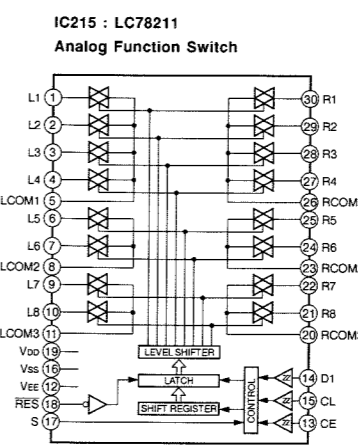 IC215 : LC78211
Analog Function Switch
L1 1 30 R1
L2 2 29 R2
L3 3 28 R3
L4 4 27 R4
LCOM1 5 26 RCOM
L5 6 25 R5
L6 7 24 R6
LCOM2 8 23 RCOM
L7 9 22 R7
L8 10 21 R8
LCOM3 11 20 RCOM
VDD 19 LEVEL SHIFTER
VSS 16
VEE 12 LATCH CONTROL 14 D1
RES 18 15 CL
S 17 SHIFT REGISTER 13 CE